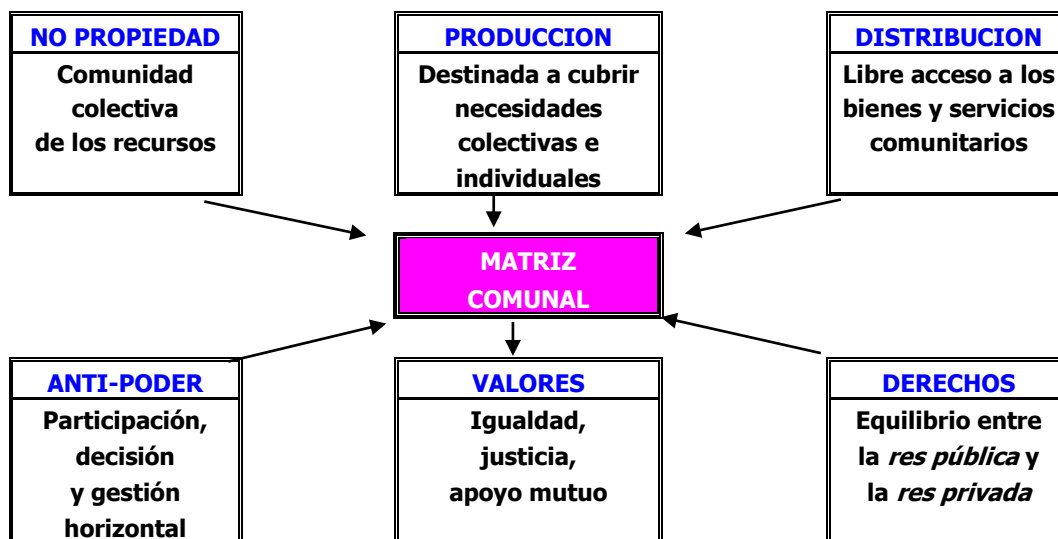 NO PROPIEDAD
Comunidad
colectiva
de los recursos
PRODUCCION
Destinada a cubrir
necesidades
colectivas e
individuales
DISTRIBUCION
Libre acceso a los
bienes y servicios
comunitarios
MATRIZ
COMUNAL
ANTI-PODER
Participación,
decisión
y gestión
horizontal
VALORES
Igualdad,
justicia,
apoyo mutuo
DERECHOS
Equilibrio entre
la res pública y
la res privada